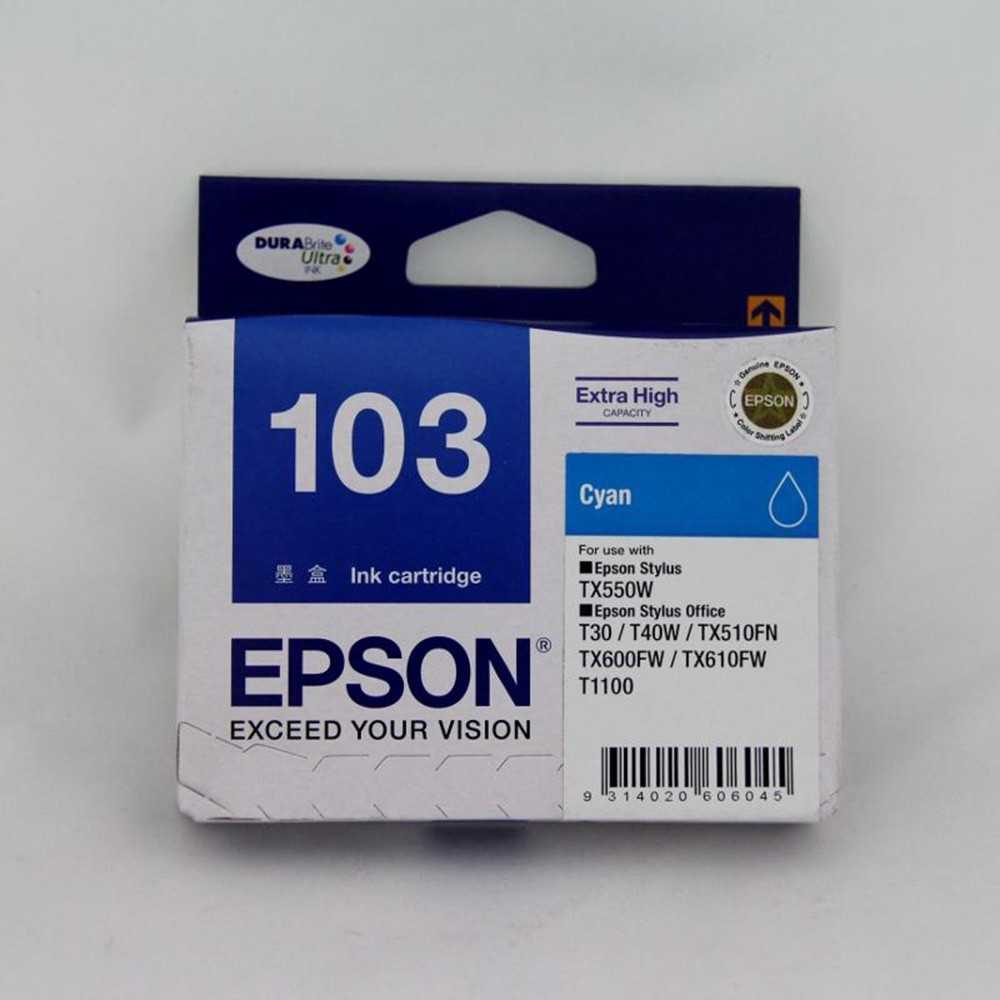 DURABrite
Ultra
INK
103
墨盒 Ink cartridge
EPSON®
EXCEED YOUR VISION
Extra High
CAPACITY
Genuine EPSON
EPSON
Color Shifting Label
Cyan
For use with
■Epson Stylus
TX550W
■Epson Stylus Office
T30 / T40W / TX510FN
TX600FW / TX610FW
T1100
9 314020 606045